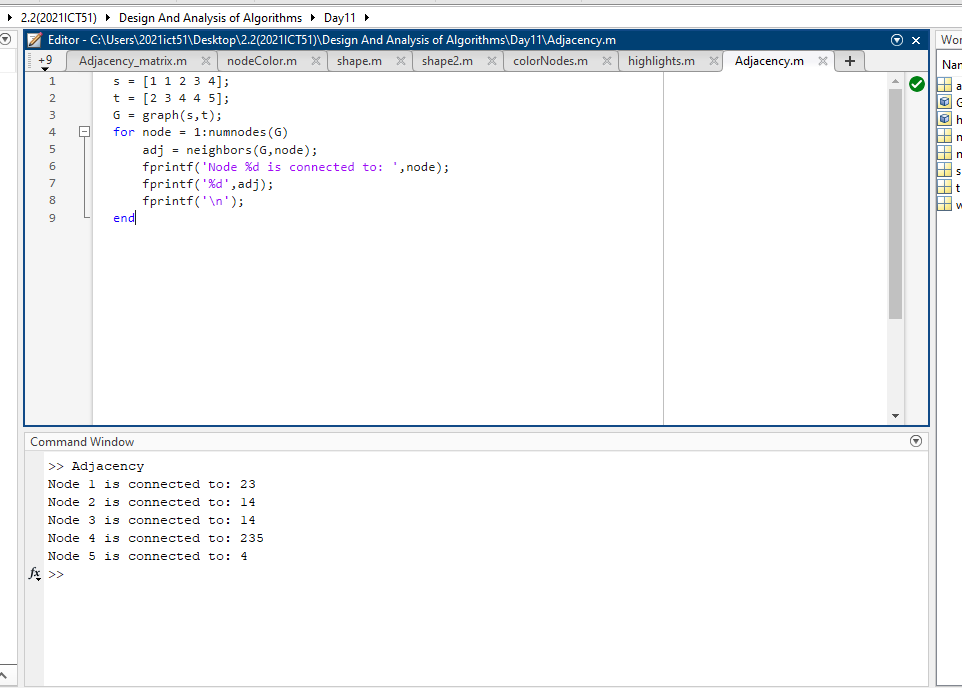 2.2(2021ICT51) Design And Analysis of Algorithms Day11
Editor - C:\Users\2021ict51\Desktop\2.2(2021ICT51)\Design And Analysis of Algorithms\Day11\Adjacency.m
+9 Adjacency_matrix.m nodeColor.m shape.m shape2.m colorNodes.m highlights.m Adjacency.m
1 s = [1 1 2 3 4];
2 t = [2 3 4 4 5];
3 G = graph(s,t);
4 for node = 1:numnodes(G)
5 adj = neighbors(G,node);
6 fprintf('Node %d is connected to: ',node);
7 fprintf('%d',adj);
8 fprintf('\n');
9 end
Command Window
>> Adjacency
Node 1 is connected to: 23
Node 2 is connected to: 14
Node 3 is connected to: 14
Node 4 is connected to: 235
Node 5 is connected to: 4
fx >>
a
G
h
s
t
w